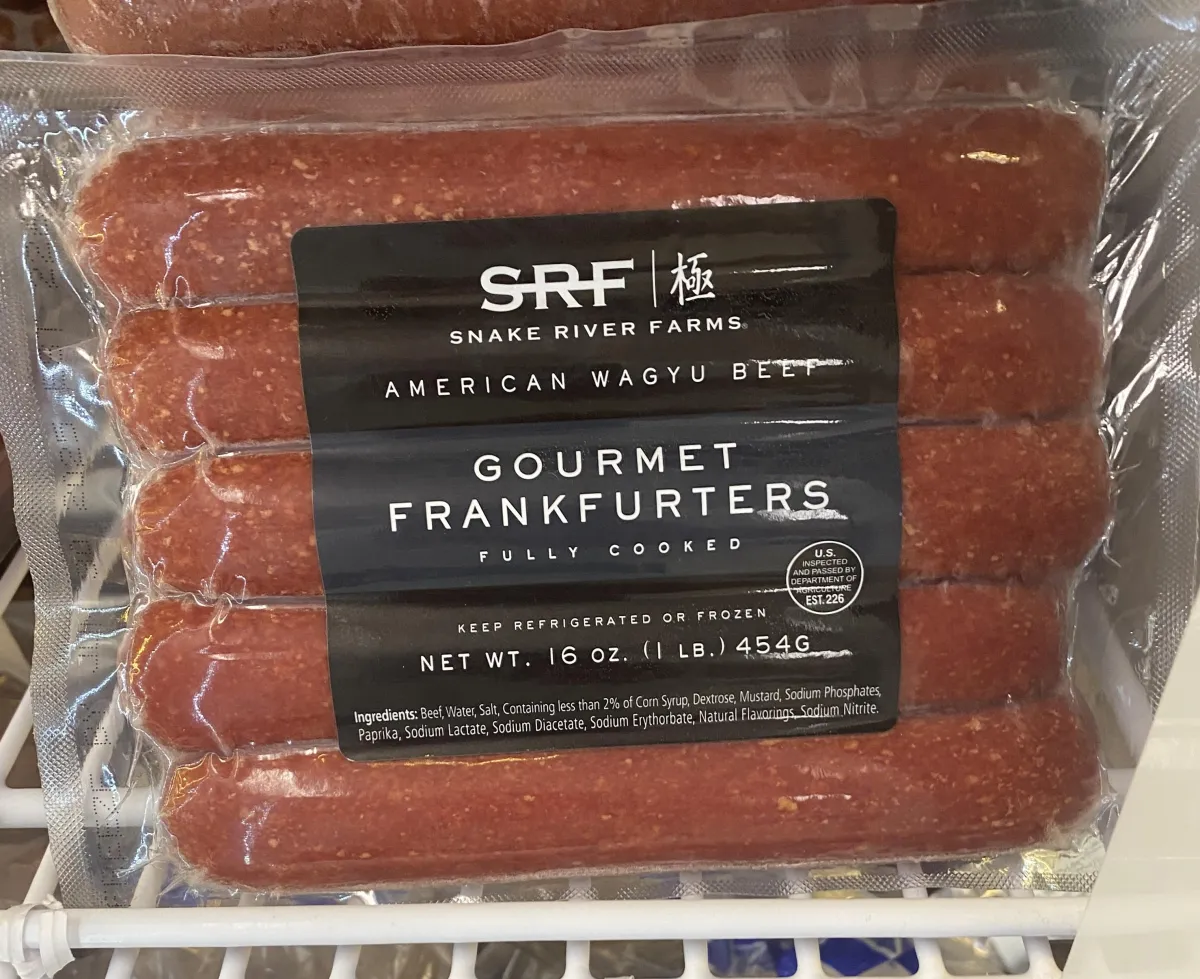 SRF | 極
SNAKE RIVER FARMS®
AMERICAN WAGYU BEEF
GOURMET
FRANKFURTERS
FULLY COOKED
U.S.
INSPECTED
AND PASSED BY
DEPARTMENT OF
AGRICULTURE
EST. 226
KEEP REFRIGERATED OR FROZEN
NET WT. 16 OZ. (1 LB.) 454G
Ingredients: Beef, Water, Salt, Containing less than 2% of Corn Syrup, Dextrose, Mustard, Sodium Phosphates,
Paprika, Sodium Lactate, Sodium Diacetate, Sodium Erythorbate, Natural Flavorings, Sodium Nitrite.